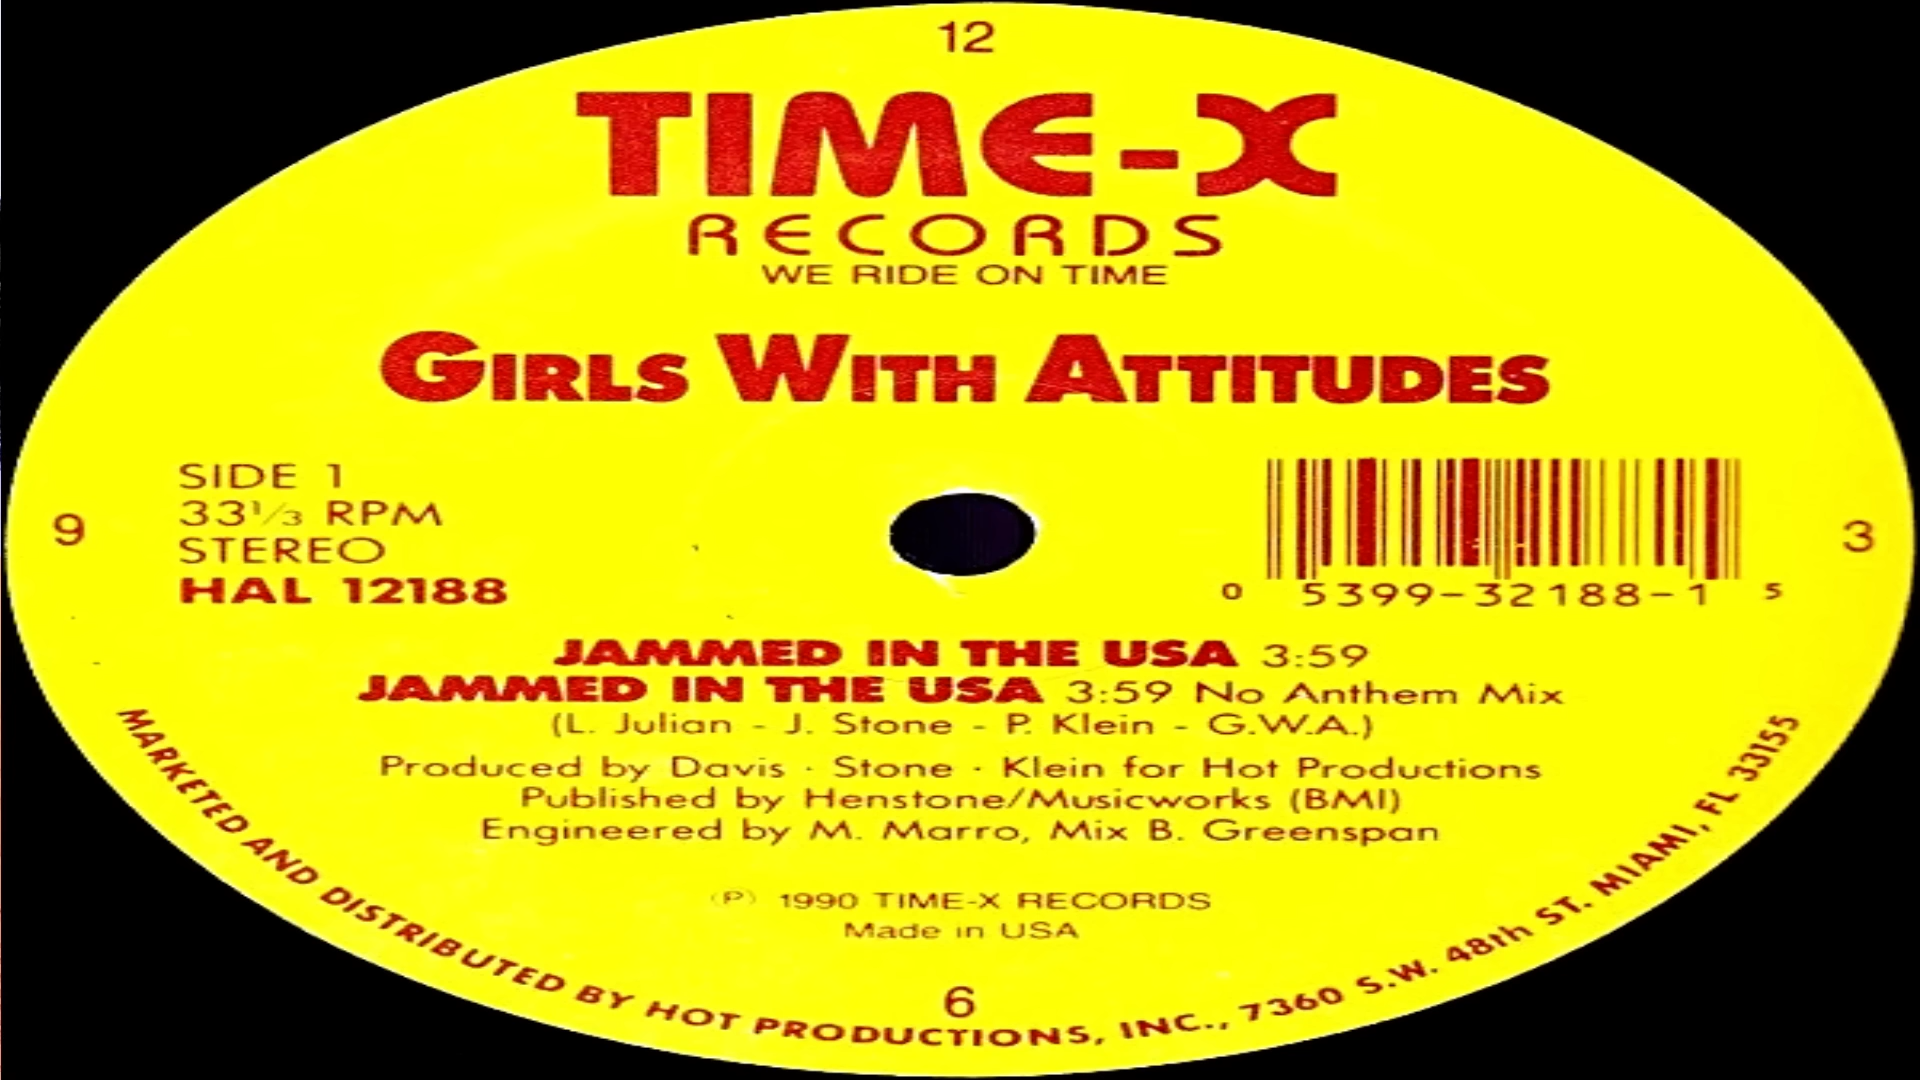 12
TIME-X
RECORDS
WE RIDE ON TIME
GIRLS WITH ATTITUDES
SIDE 1
33⅓ RPM
STEREO
HAL 12188
9
3
0 5399-32188-1 5
JAMMED IN THE USA 3:59
JAMMED IN THE USA 3:59 No Anthem Mix
(L. Julian - J. Stone - P. Klein - G.W.A.)
Produced by Davis · Stone · Klein for Hot Productions
Published by Henstone/Musicworks (BMI)
Engineered by M. Marro, Mix B. Greenspan
℗ 1990 TIME-X RECORDS
Made in USA
6
MARKETED AND DISTRIBUTED BY HOT PRODUCTIONS, INC., 7360 S.W. 48th ST. MIAMI, FL 33155